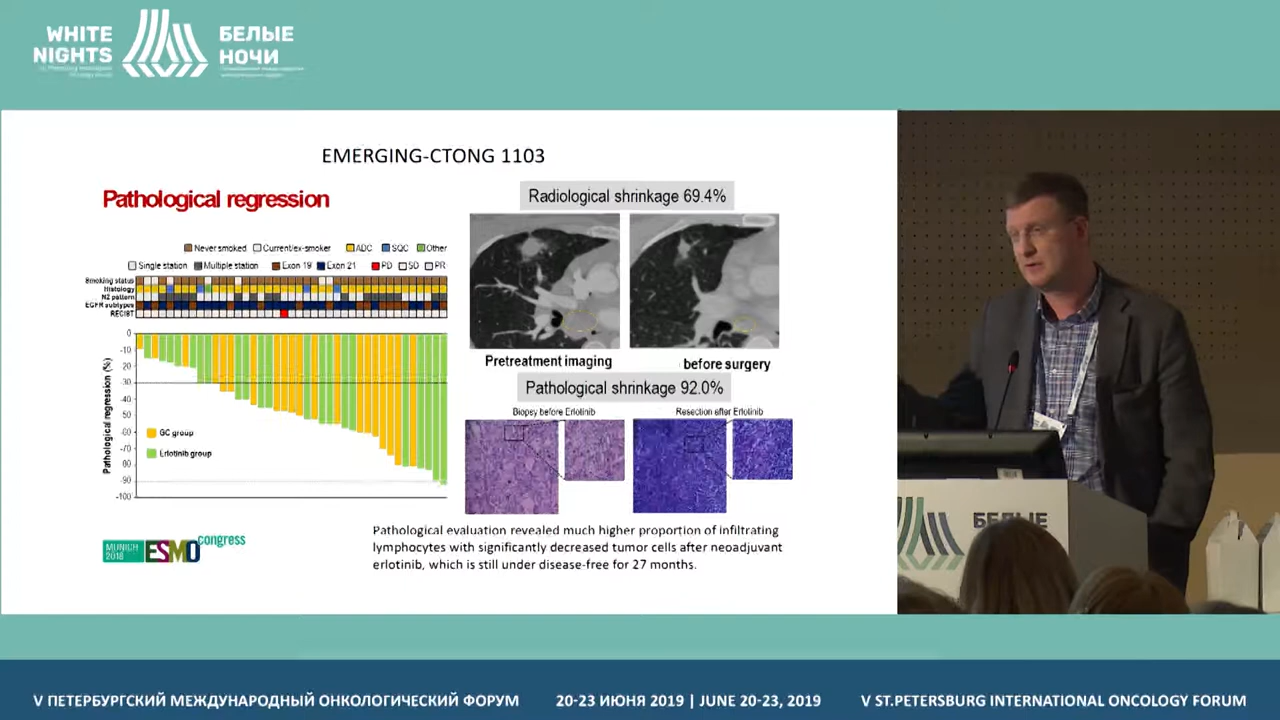 WHITE
NIGHTS
БЕЛЫЕ
НОЧИ
EMERGING-CTONG 1103
Pathological regression
Never smoked Current/ex-smoker ADC SQC Other
Single station Multiple station Exon 19 Exon 21 PD SD PR
Smoking status
Histology
N2 pattern
EGFR subtypes
RECIST
Pathological regression (%)
0
-10
20
-30
40
50
-60
70
80
-90
-100
GC group
Erlotinib group
Radiological shrinkage 69.4%
Pretreatment imaging
before surgery
Pathological shrinkage 92.0%
Biopsy before Erlotinib
Resection after Erlotinib
Pathological evaluation revealed much higher proportion of infiltrating
lymphocytes with significantly decreased tumor cells after neoadjuvant
erlotinib, which is still under disease-free for 27 months.
MUNICH
2018
ESMO congress
БЕЛЫЕ
V ПЕТЕРБУРГСКИЙ МЕЖДУНАРОДНЫЙ ОНКОЛОГИЧЕСКИЙ ФОРУМ
20-23 ИЮНЯ 2019 | JUNE 20-23, 2019
V ST.PETERSBURG INTERNATIONAL ONCOLOGY FORUM